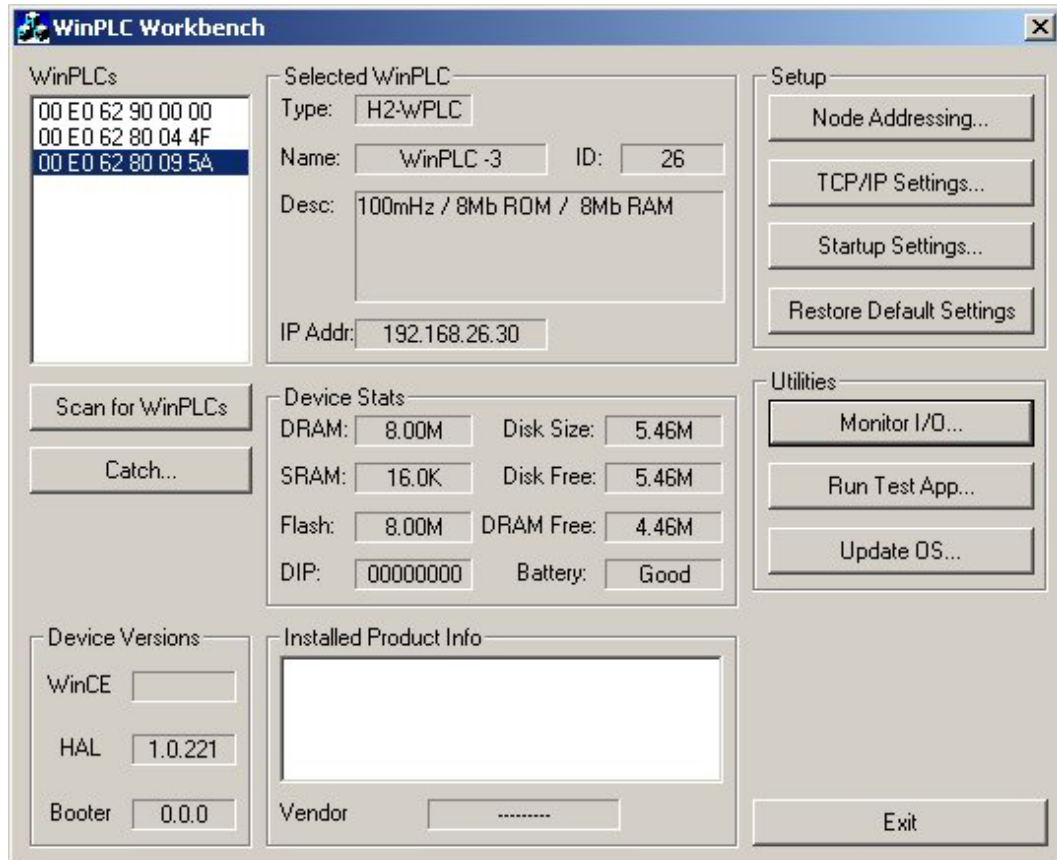 WinPLC Workbench
WinPLCs
00 E0 62 90 00 00
00 E0 62 80 04 4F
00 E0 62 80 09 5A
Scan for WinPLCs
Catch...
Selected WinPLC
Type: H2-WPLC
Name: WinPLC -3 ID: 26
Desc: 100mHz / 8Mb ROM / 8Mb RAM
IP Addr: 192.168.26.30
Device Stats
DRAM: 8.00M Disk Size: 5.46M
SRAM: 16.0K Disk Free: 5.46M
Flash: 8.00M DRAM Free: 4.46M
DIP: 00000000 Battery: Good
Setup
Node Addressing...
TCP/IP Settings...
Startup Settings...
Restore Default Settings
Utilities
Monitor I/O...
Run Test App...
Update OS...
Device Versions
WinCE
HAL 1.0.221
Booter 0.0.0
Installed Product Info
Vendor ---------
Exit